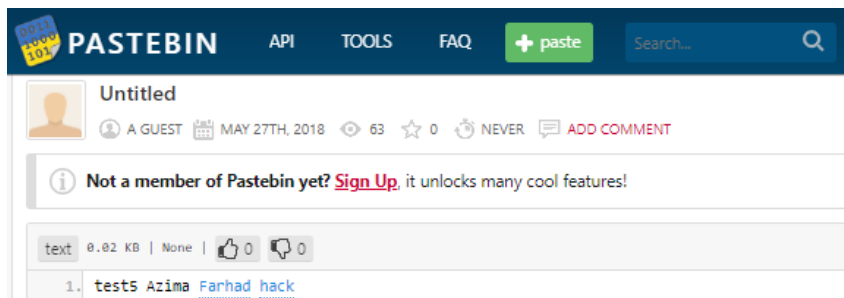 PASTEBIN API TOOLS FAQ + paste Search...
Untitled
A GUEST MAY 27TH, 2018 63 0 NEVER ADD COMMENT
Not a member of Pastebin yet? Sign Up, it unlocks many cool features!
text 0.02 KB | None | 0 0
1. test5 Azima Farhad hack